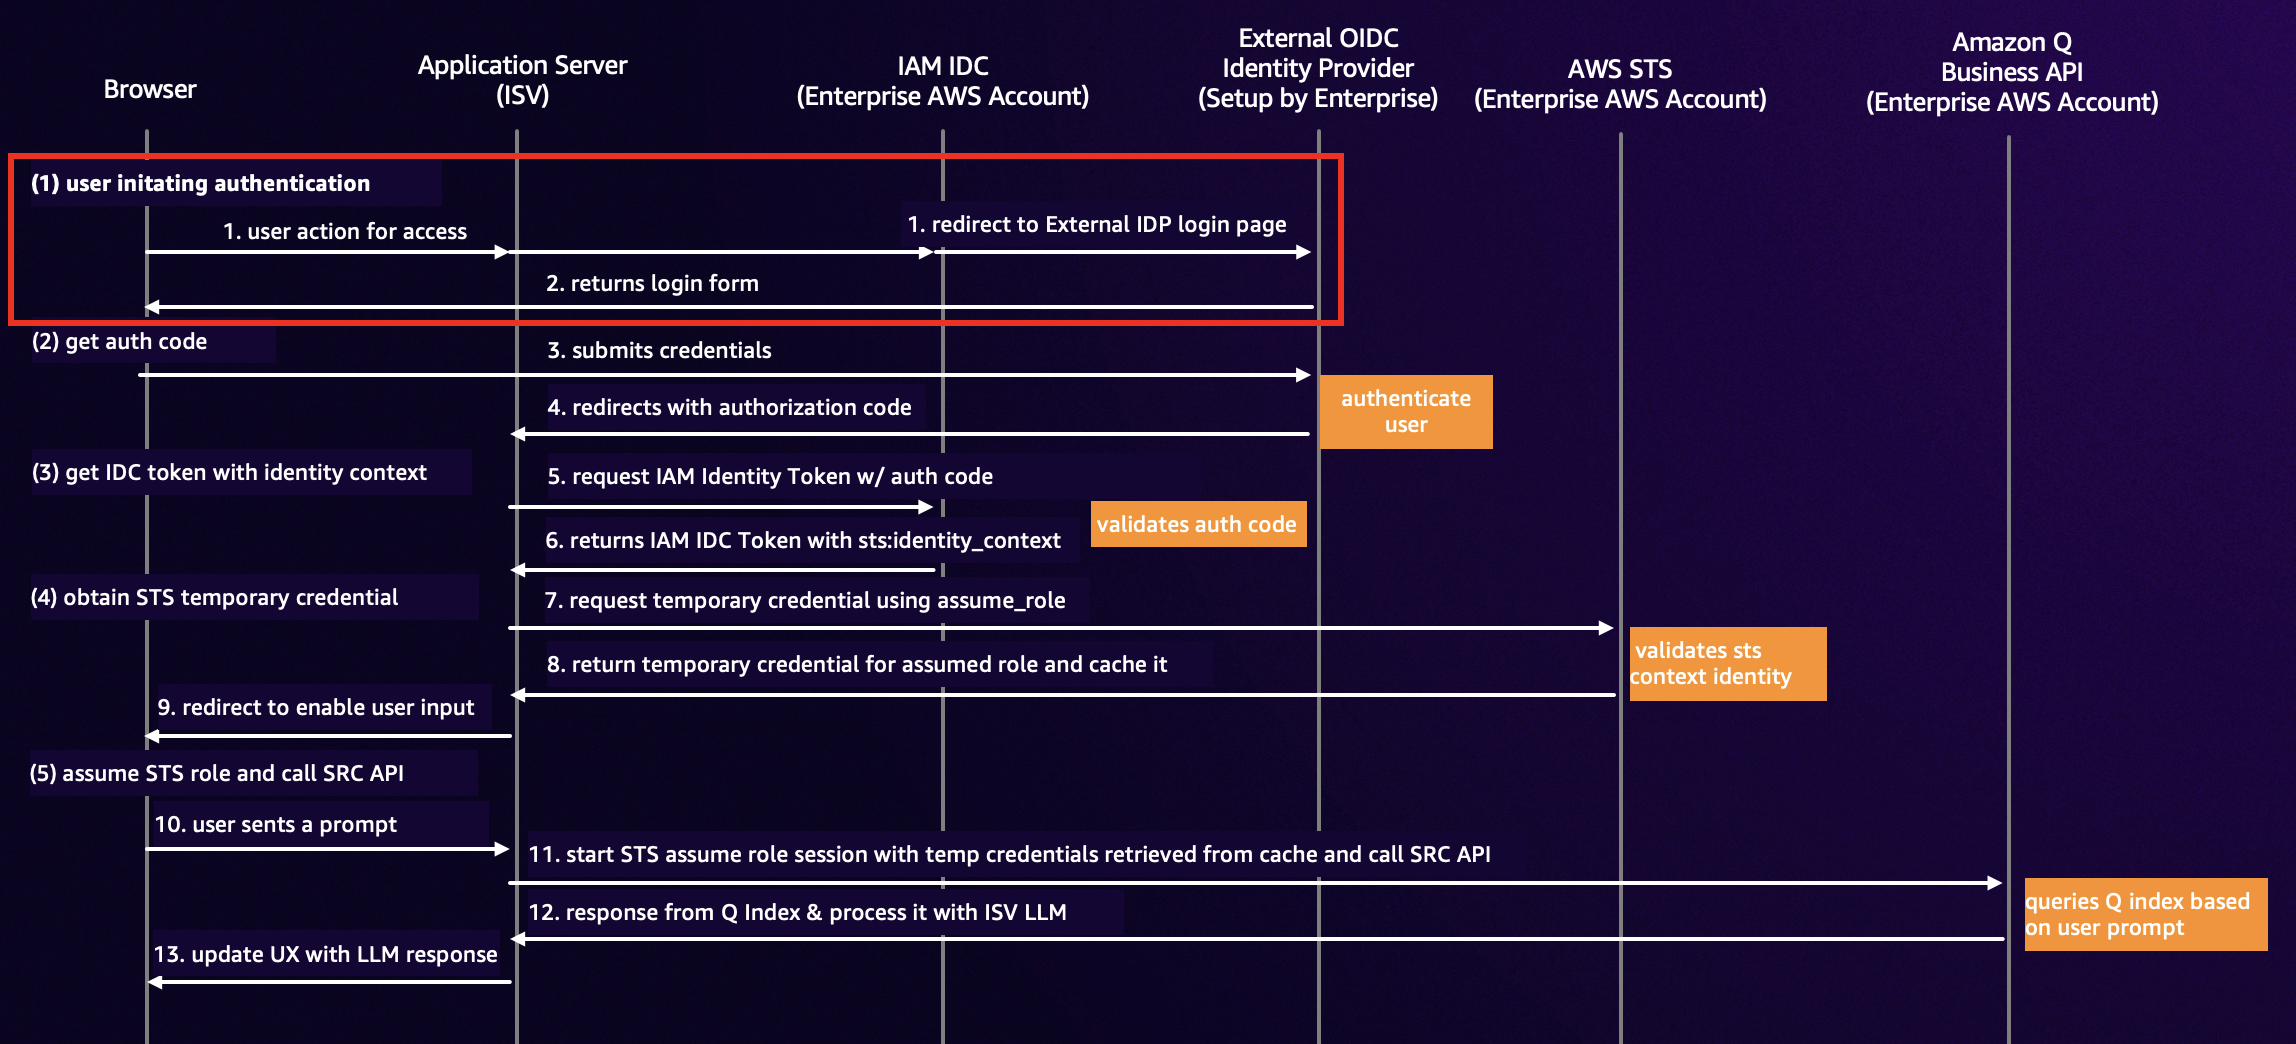 Browser
Application Server
(ISV)
IAM IDC
(Enterprise AWS Account)
External OIDC
Identity Provider
(Setup by Enterprise)
AWS STS
(Enterprise AWS Account)
Amazon Q
Business API
(Enterprise AWS Account)
(1) user initating authentication
1. user action for access
1. redirect to External IDP login page
2. returns login form
(2) get auth code
3. submits credentials
authenticate
user
4. redirects with authorization code
(3) get IDC token with identity context
5. request IAM Identity Token w/ auth code
validates auth code
6. returns IAM IDC Token with sts:identity_context
(4) obtain STS temporary credential
7. request temporary credential using assume_role
validates sts
context identity
8. return temporary credential for assumed role and cache it
9. redirect to enable user input
(5) assume STS role and call SRC API
10. user sents a prompt
11. start STS assume role session with temp credentials retrieved from cache and call SRC API
queries Q index based
on user prompt
12. response from Q Index & process it with ISV LLM
13. update UX with LLM response